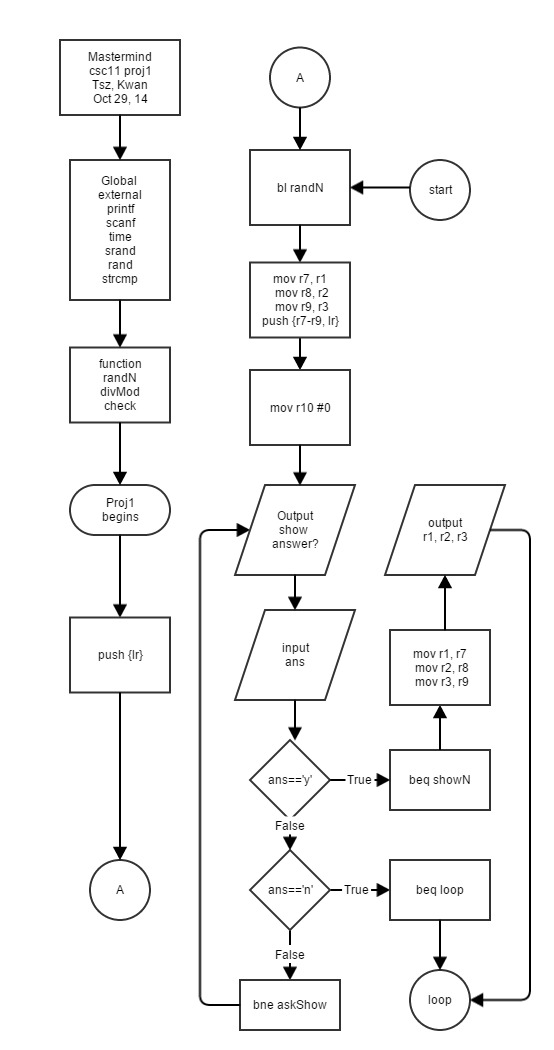 Mastermind
csc11 proj1
Tsz, Kwan
Oct 29, 14
Global
external
printf
scanf
time
srand
rand
strcmp
function
randN
divMod
check
Proj1
begins
push {lr}
A
A
bl randN
start
mov r7, r1
mov r8, r2
mov r9, r3
push {r7-r9, lr}
mov r10 #0
Output
show
answer?
input
ans
ans=='y'
True
beq showN
mov r1, r7
mov r2, r8
mov r3, r9
output
r1, r2, r3
False
ans=='n'
True
beq loop
False
bne askShow
loop